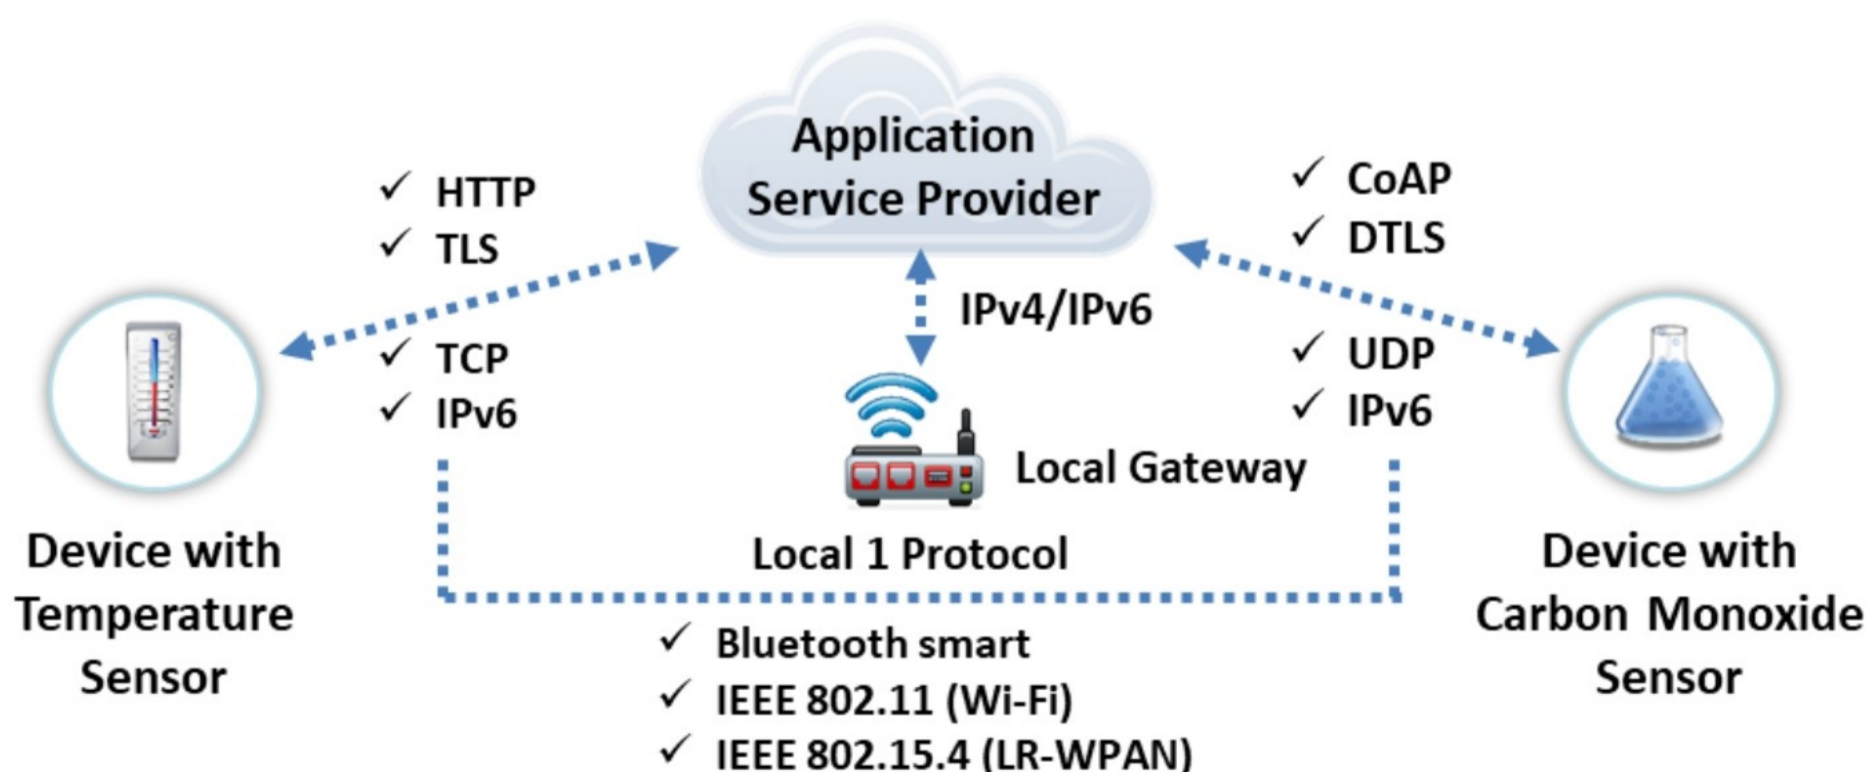 Application
Service Provider
HTTP
TLS
TCP
IPv6
IPv4/IPv6
CoAP
DTLS
UDP
IPv6
Local Gateway
Local 1 Protocol
Device with
Temperature
Sensor
Device with
Carbon Monoxide
Sensor
Bluetooth smart
IEEE 802.11 (Wi-Fi)
IEEE 802.15.4 (LR-WPAN)